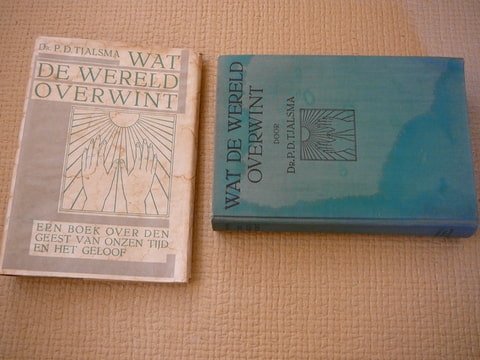 DR. P. D. TJALSMA
WAT
DE WERELD
OVERWINT
EEN BOEK OVER DEN
GEEST VAN ONZEN TIJD
EN HET GELOOF
WAT DE WERELD
OVERWINT
DOOR
DR. P. D. TJALSMA